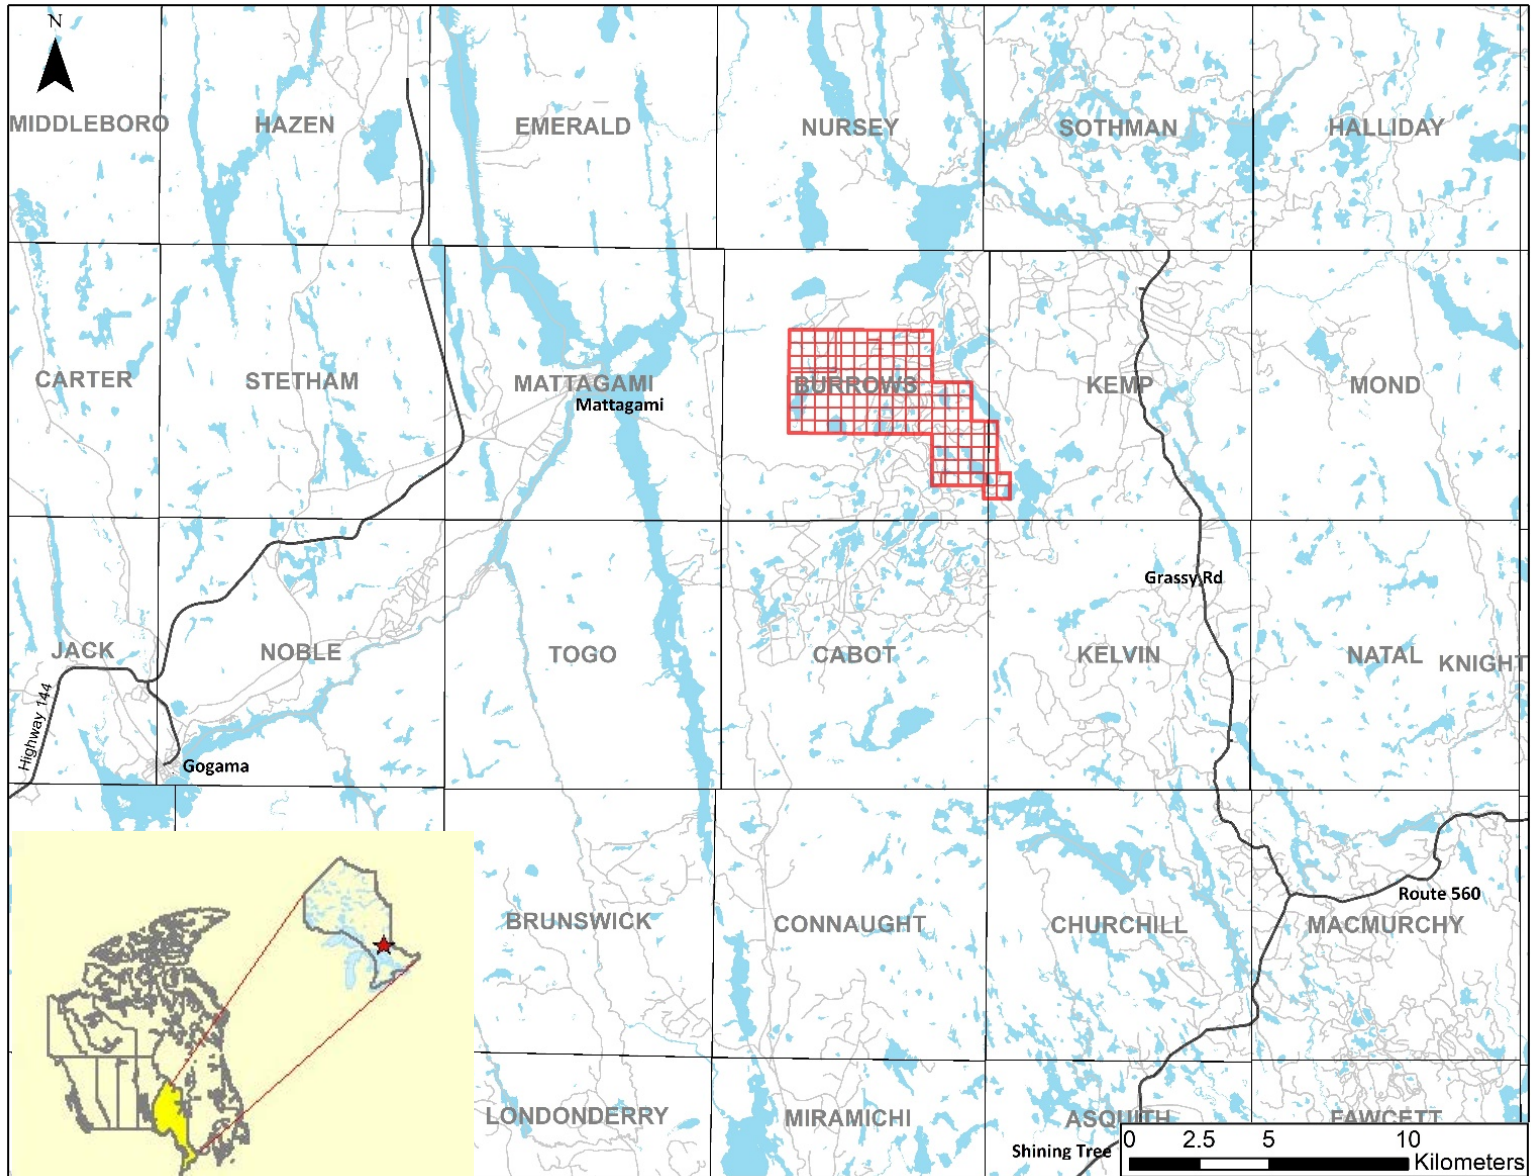 N
MIDDLEBORO
HAZEN
EMERALD
NURSEY
SOTHMAN
HALLIDAY
CARTER
STETHAM
MATTAGAMI
BURROWS
KEMP
MOND
Mattagami
Grassy Rd
JACK
NOBLE
TOGO
CABOT
KELVIN
NATAL
KNIGHT
Highway 144
Gogama
Route 560
BRUNSWICK
CONNAUGHT
CHURCHILL
MACMURCHY
LONDONDERRY
MIRAMICHI
ASQUITH
FAWCETT
Shining Tree
0 2.5 5 10
Kilometers